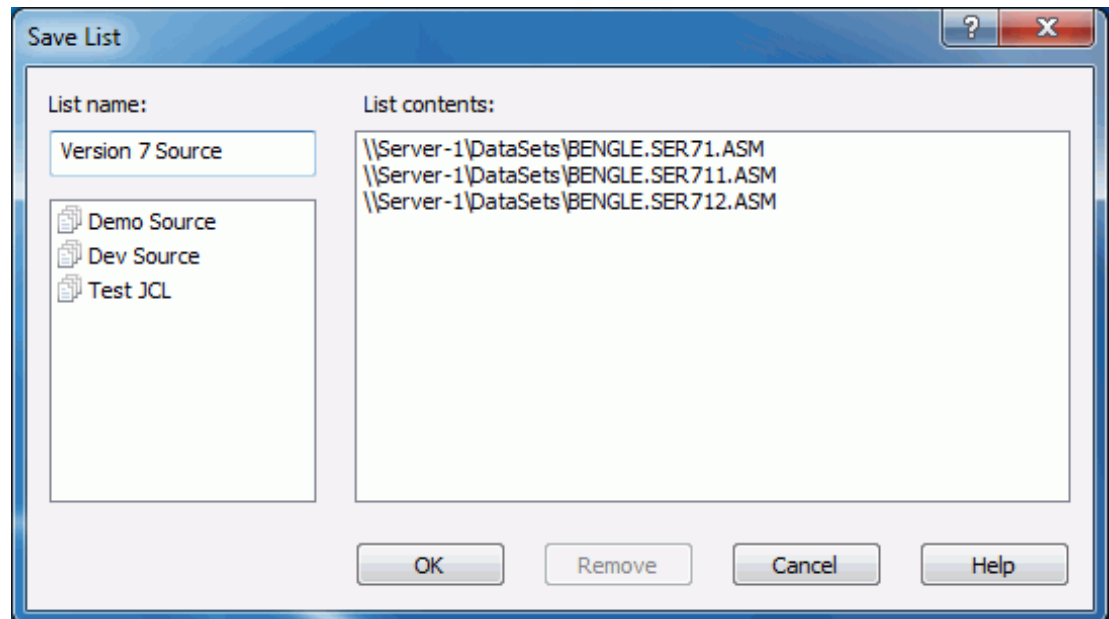 Save List
List name:
Version 7 Source
Demo Source
Dev Source
Test JCL
List contents:
\\Server-1\DataSets\BENGLE.SER71.ASM
\\Server-1\DataSets\BENGLE.SER711.ASM
\\Server-1\DataSets\BENGLE.SER712.ASM
OK
Remove
Cancel
Help